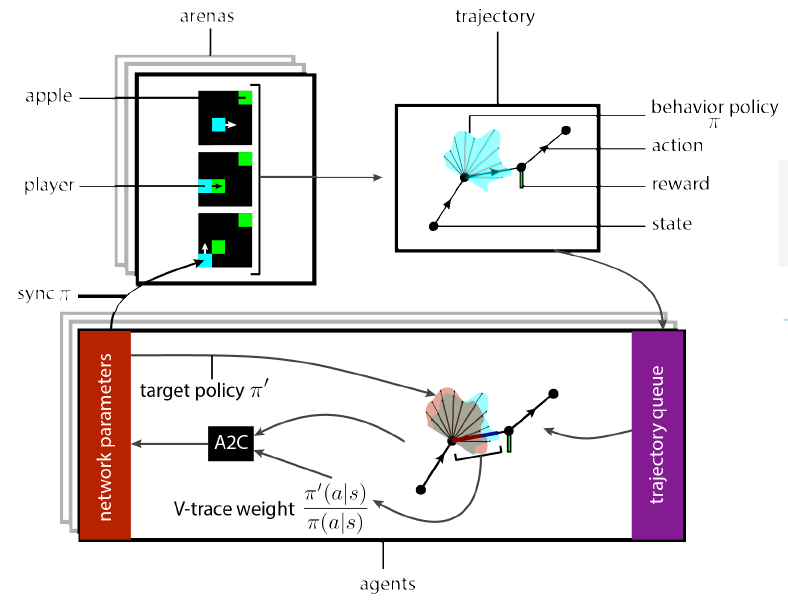 arenas
trajectory
apple
player
behavior policy
π
action
reward
state
sync π
network parameters
target policy π′
A2C
V-trace weight π′(a|s)
π(a|s)
trajectory queue
agents